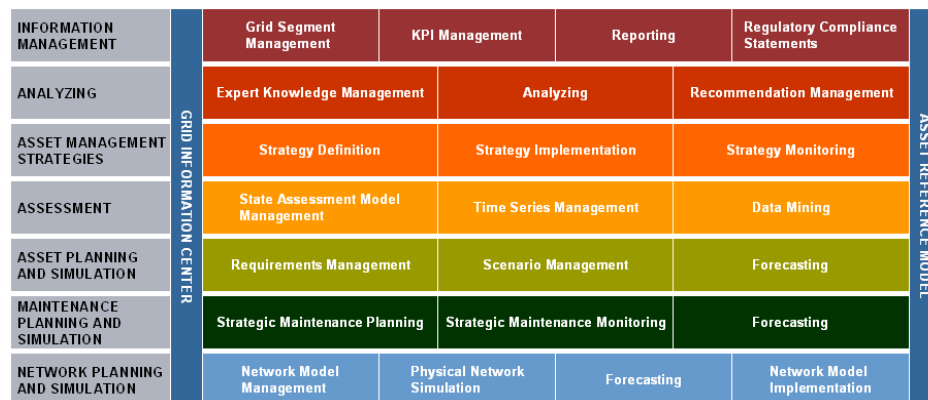 INFORMATION
MANAGEMENT
Grid Segment
Management
KPI Management
Reporting
Regulatory Compliance
Statements
ANALYZING
Expert Knowledge Management
Analyzing
Recommendation Management
ASSET MANAGEMENT
STRATEGIES
Strategy Definition
Strategy Implementation
Strategy Monitoring
ASSESSMENT
State Assessment Model
Management
Time Series Management
Data Mining
ASSET PLANNING
AND SIMULATION
Requirements Management
Scenario Management
Forecasting
MAINTENANCE
PLANNING AND
SIMULATION
Strategic Maintenance Planning
Strategic Maintenance Monitoring
Forecasting
NETWORK PLANNING
AND SIMULATION
Network Model
Management
Physical Network
Simulation
Forecasting
Network Model
Implementation
GRID INFORMATION CENTER
ASSET REFERENCE MODEL